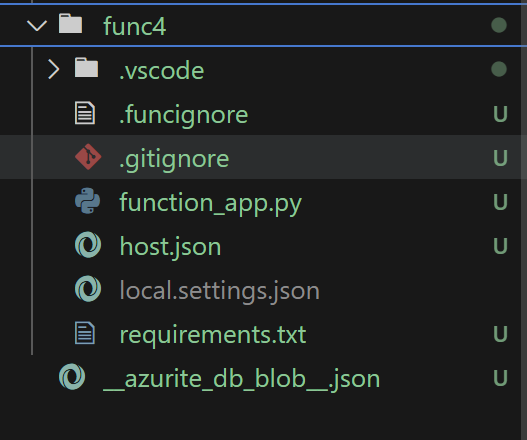 func4
.vscode
.funcignore U
.gitignore U
function_app.py U
host.json U
local.settings.json
requirements.txt U
__azurite_db_blob__.json U